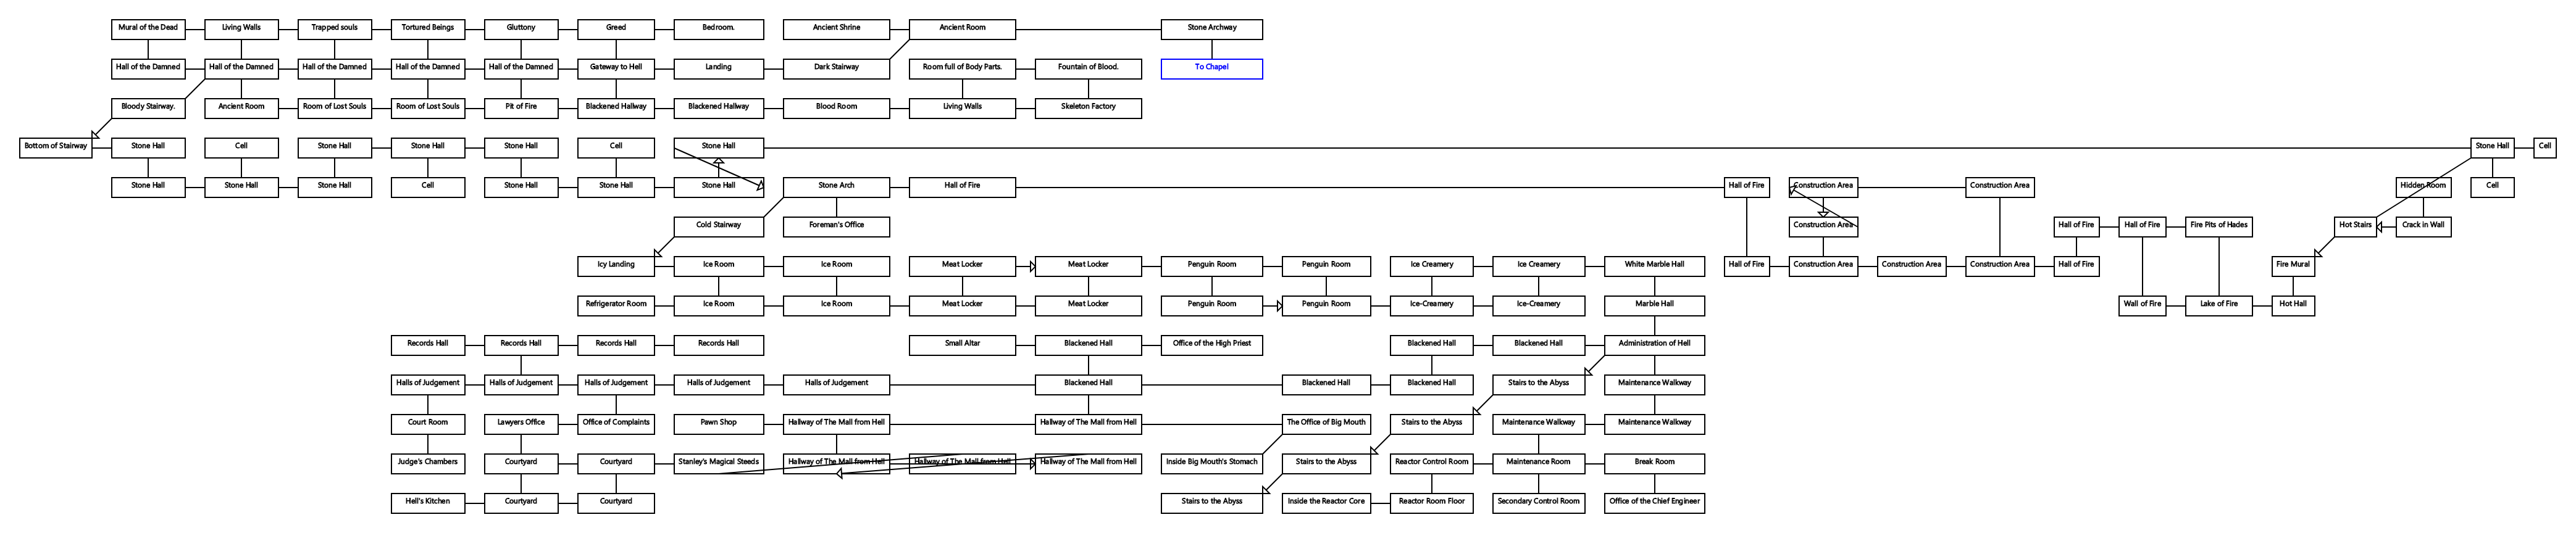 Mural of the Dead
Living Walls
Trapped souls
Tortured Beings
Gluttony
Greed
Bedroom.
Ancient Shrine
Ancient Room
Stone Archway
Hall of the Damned
Hall of the Damned
Hall of the Damned
Hall of the Damned
Hall of the Damned
Gateway to Hell
Landing
Dark Stairway
Room full of Body Parts.
Fountain of Blood.
To Chapel
Bloody Stairway.
Ancient Room
Room of Lost Souls
Room of Lost Souls
Pit of Fire
Blackened Hallway
Blackened Hallway
Blood Room
Living Walls
Skeleton Factory
Bottom of Stairway
Stone Hall
Cell
Stone Hall
Stone Hall
Stone Hall
Cell
Stone Hall
Stone Hall
Cell
Stone Hall
Stone Hall
Stone Hall
Cell
Stone Hall
Stone Hall
Stone Hall
Stone Arch
Hall of Fire
Hall of Fire
Construction Area
Construction Area
Hidden Room
Cell
Cold Stairway
Foreman's Office
Construction Area
Hall of Fire
Hall of Fire
Fire Pits of Hades
Hot Stairs
Crack in Wall
Icy Landing
Ice Room
Ice Room
Meat Locker
Meat Locker
Penguin Room
Penguin Room
Ice Creamery
Ice Creamery
White Marble Hall
Hall of Fire
Construction Area
Construction Area
Construction Area
Hall of Fire
Fire Mural
Refrigerator Room
Ice Room
Ice Room
Meat Locker
Meat Locker
Penguin Room
Penguin Room
Ice-Creamery
Ice-Creamery
Marble Hall
Wall of Fire
Lake of Fire
Hot Hall
Records Hall
Records Hall
Records Hall
Records Hall
Small Altar
Blackened Hall
Office of the High Priest
Blackened Hall
Blackened Hall
Administration of Hell
Halls of Judgement
Halls of Judgement
Halls of Judgement
Halls of Judgement
Halls of Judgement
Blackened Hall
Blackened Hall
Blackened Hall
Stairs to the Abyss
Maintenance Walkway
Court Room
Lawyers Office
Office of Complaints
Pawn Shop
Hallway of The Mall from Hell
Hallway of The Mall from Hell
The Office of Big Mouth
Stairs to the Abyss
Maintenance Walkway
Maintenance Walkway
Judge's Chambers
Courtyard
Courtyard
Stanley's Magical Steeds
Hallway of The Mall from Hell
Hallway of The Mall from Hell
Hallway of The Mall from Hell
Inside Big Mouth's Stomach
Stairs to the Abyss
Reactor Control Room
Maintenance Room
Break Room
Hell's Kitchen
Courtyard
Courtyard
Stairs to the Abyss
Inside the Reactor Core
Reactor Room Floor
Secondary Control Room
Office of the Chief Engineer